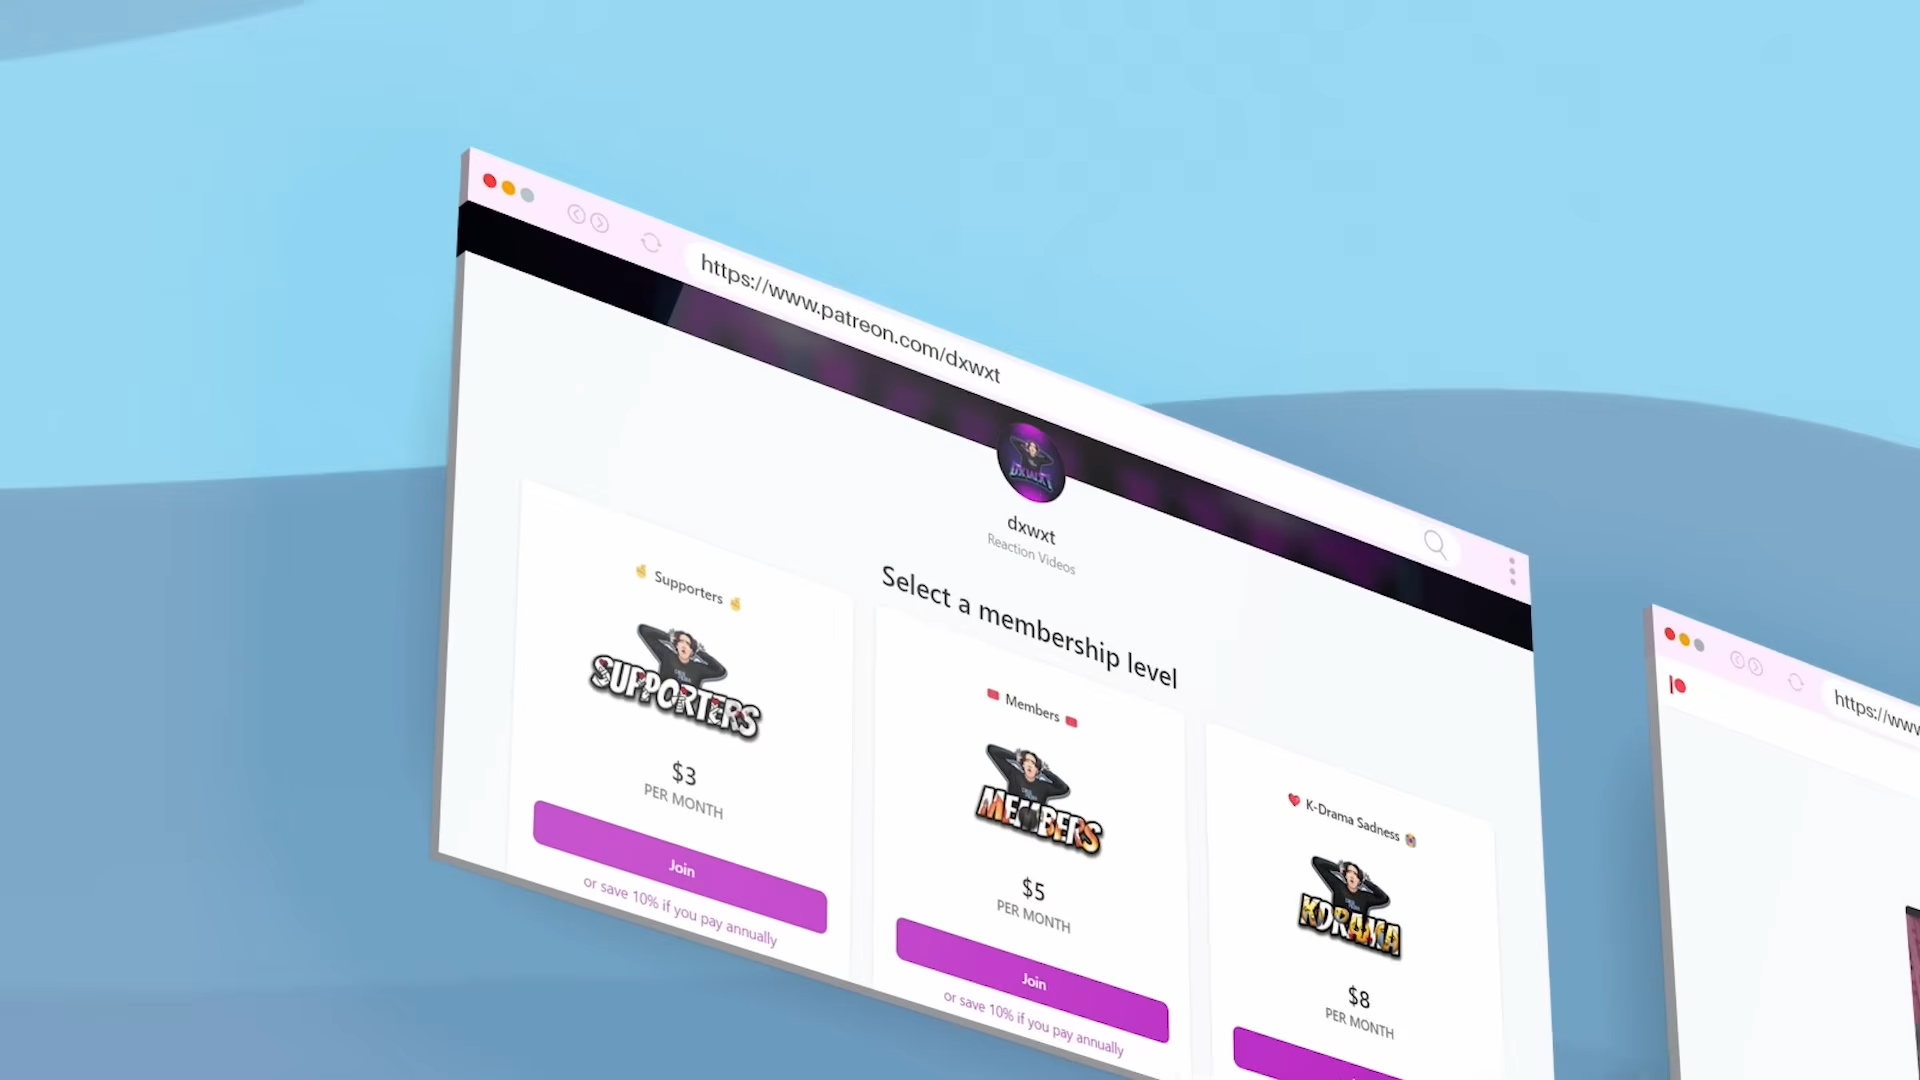 https://www.patreon.com/dxwxt
DXWXT
dxwxt
Reaction Videos
Select a membership level
Supporters
SUPPORTERS
$3
PER MONTH
Join
or save 10% if you pay annually
Members
MEMBERS
$5
PER MONTH
Join
or save 10% if you pay annually
K-Drama Sadness
KDRAMA
$8
PER MONTH
https://www